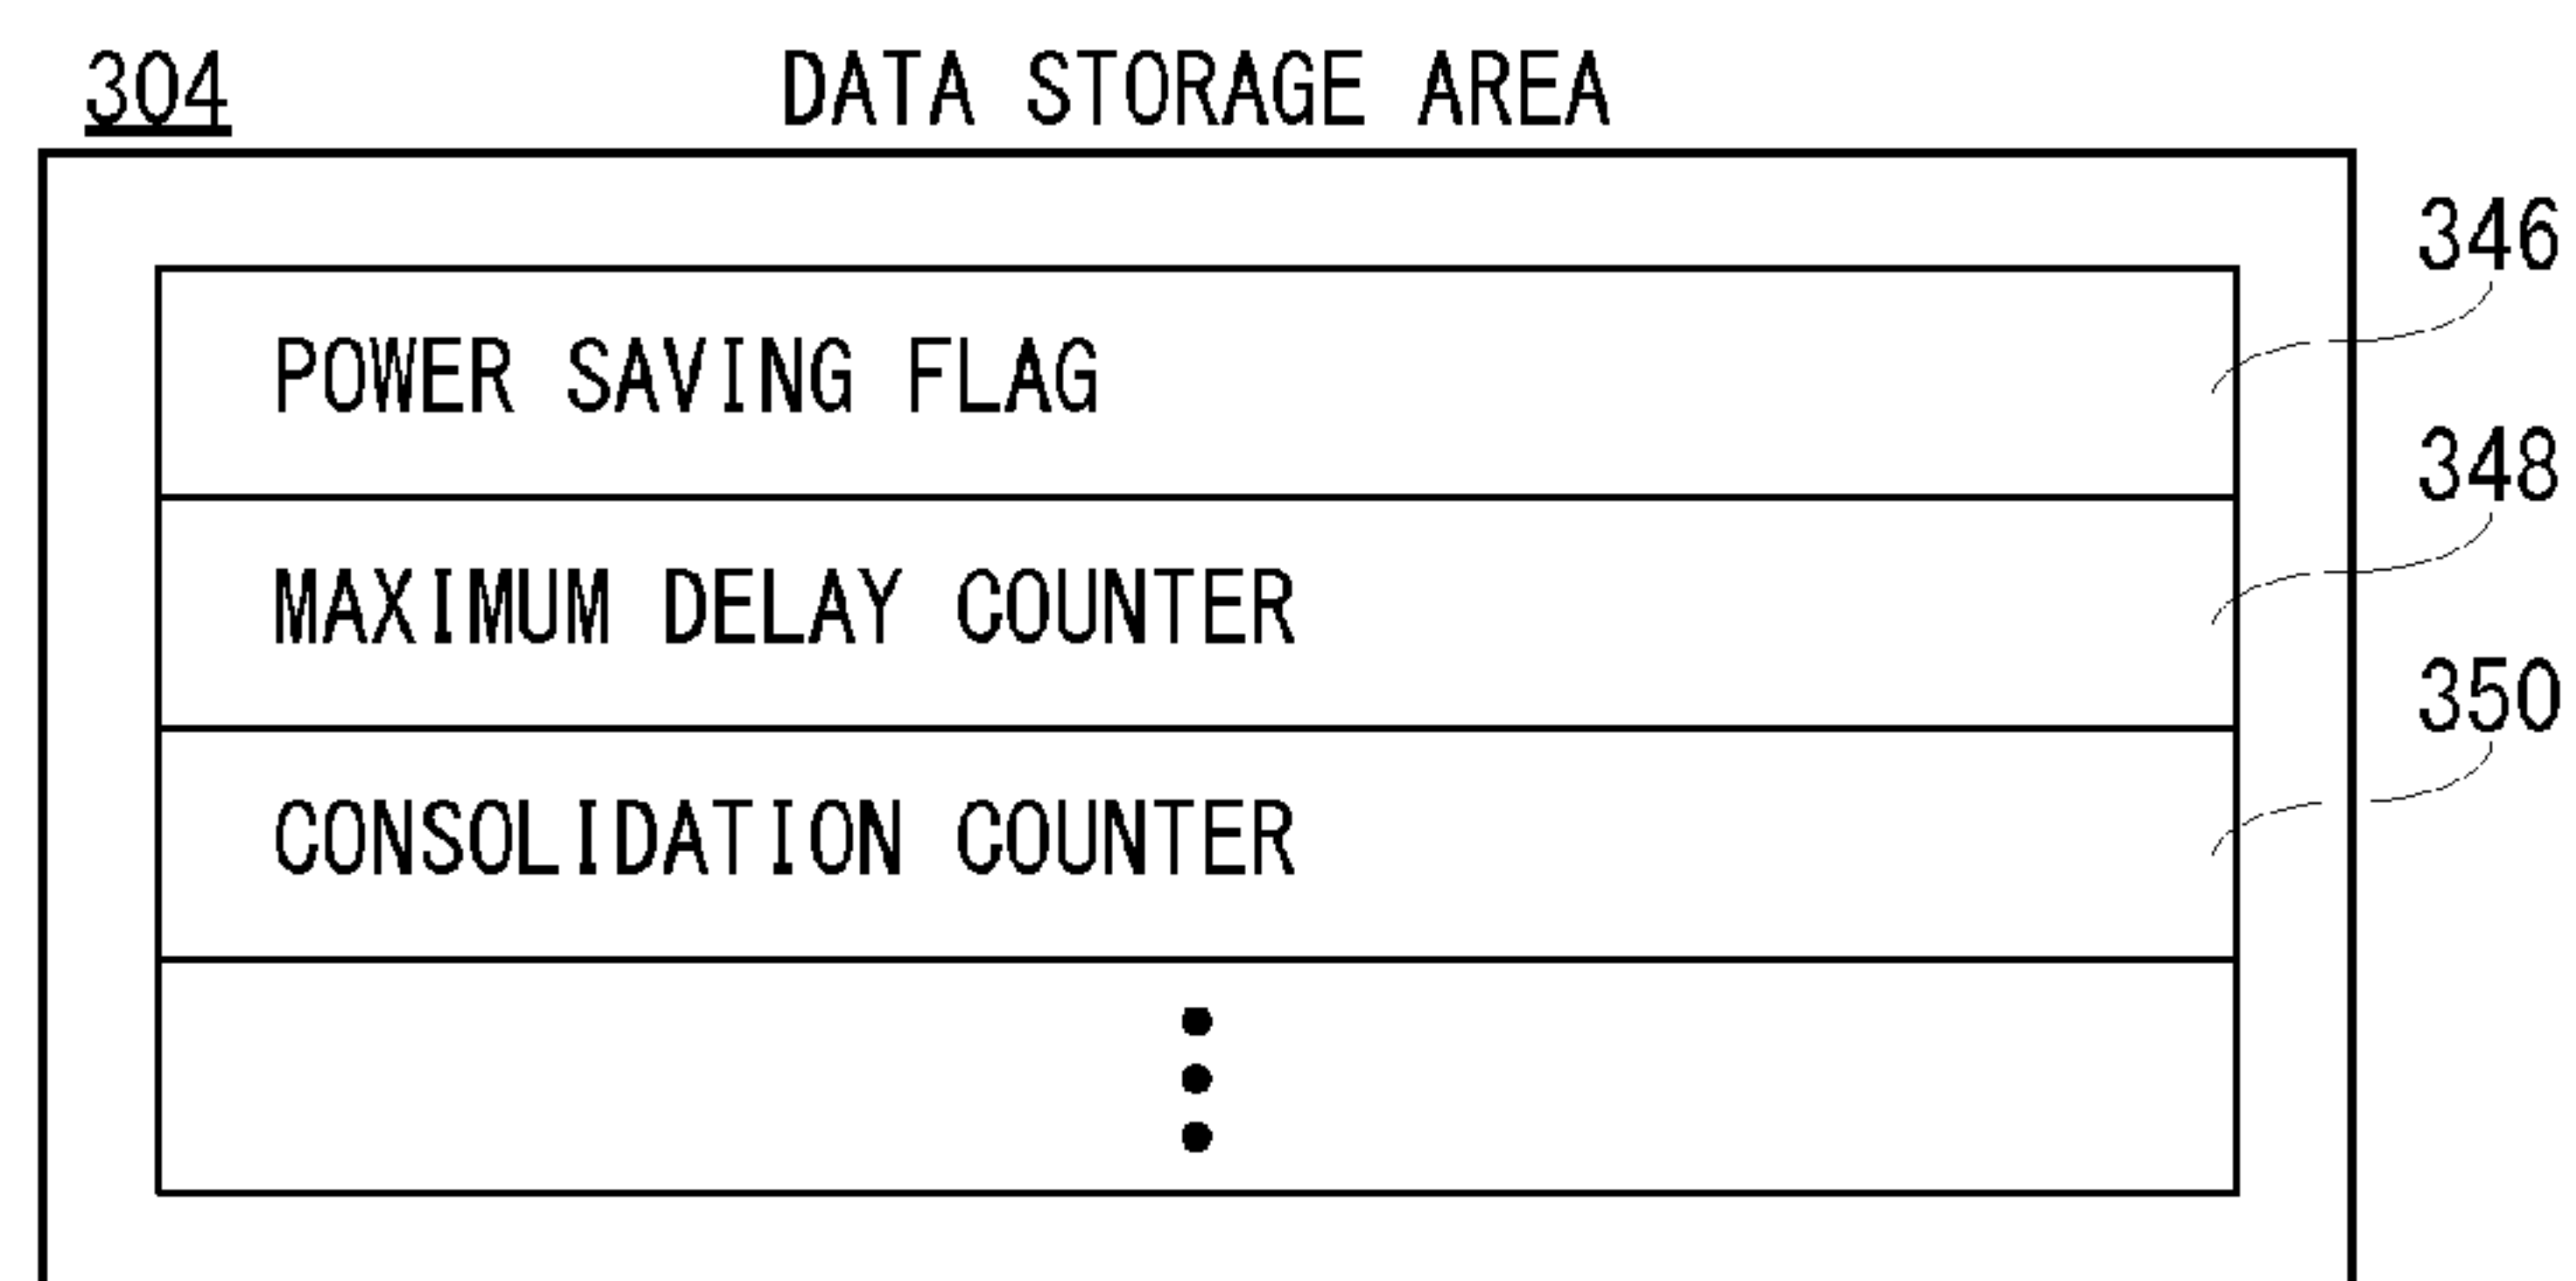 304 DATA STORAGE AREA
346
POWER SAVING FLAG
348
MAXIMUM DELAY COUNTER
350
CONSOLIDATION COUNTER